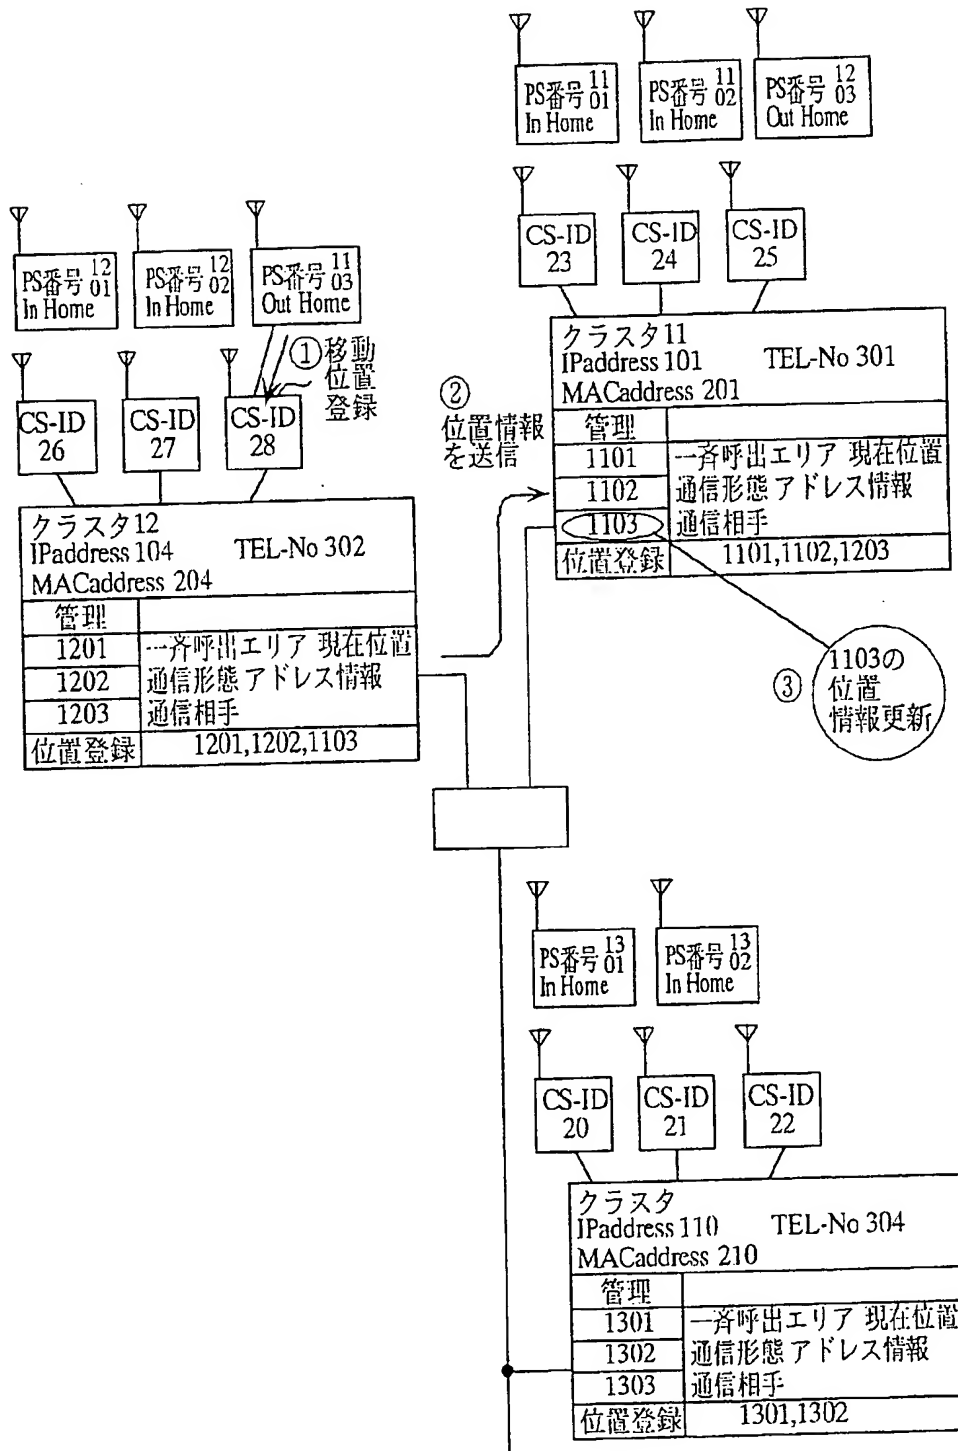 PS番号 11 01
In Home
PS番号 11 02
In Home
PS番号 12 03
Out Home
CS-ID
23
CS-ID
24
CS-ID
25
クラスタ11
IPaddress 101 TEL-No 301
MACaddress 201
管理
1101 一斉呼出エリア 現在位置
1102 通信形態 アドレス情報
1103 通信相手
位置登録 1101,1102,1203
PS番号 12 01
In Home
PS番号 12 02
In Home
PS番号 11 03
Out Home
①移動
位置
登録
CS-ID
26
CS-ID
27
CS-ID
28
②
位置情報
を送信
クラスタ12
IPaddress 104 TEL-No 302
MACaddress 204
管理
1201 一斉呼出エリア 現在位置
1202 通信形態 アドレス情報
1203 通信相手
位置登録 1201,1202,1103
③
1103の
位置
情報更新
PS番号 13 01
In Home
PS番号 13 02
In Home
CS-ID
20
CS-ID
21
CS-ID
22
クラスタ
IPaddress 110 TEL-No 304
MACaddress 210
管理
1301 一斉呼出エリア 現在位置
1302 通信形態 アドレス情報
1303 通信相手
位置登録 1301,1302